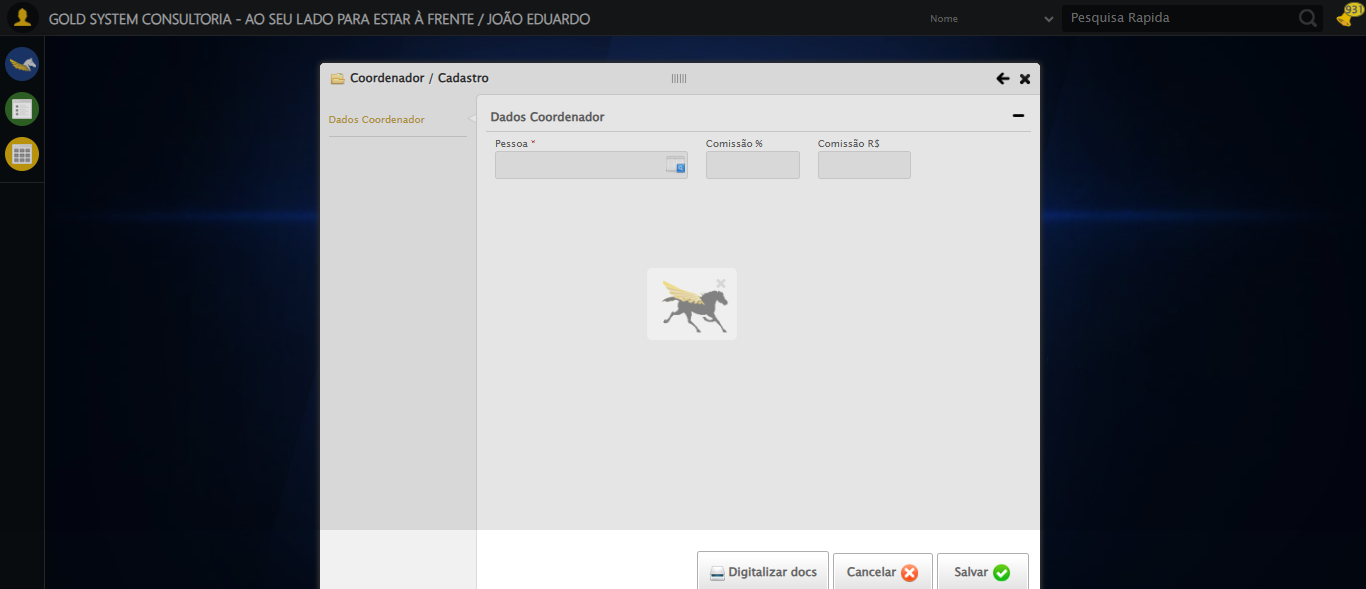 GOLD SYSTEM CONSULTORIA - AO SEU LADO PARA ESTAR À FRENTE / JOÃO EDUARDO
Nome
Pesquisa Rapida
931
Coordenador / Cadastro
Dados Coordenador
Dados Coordenador
Pessoa *
Comissão %
Comissão R$
Digitalizar docs
Cancelar
Salvar